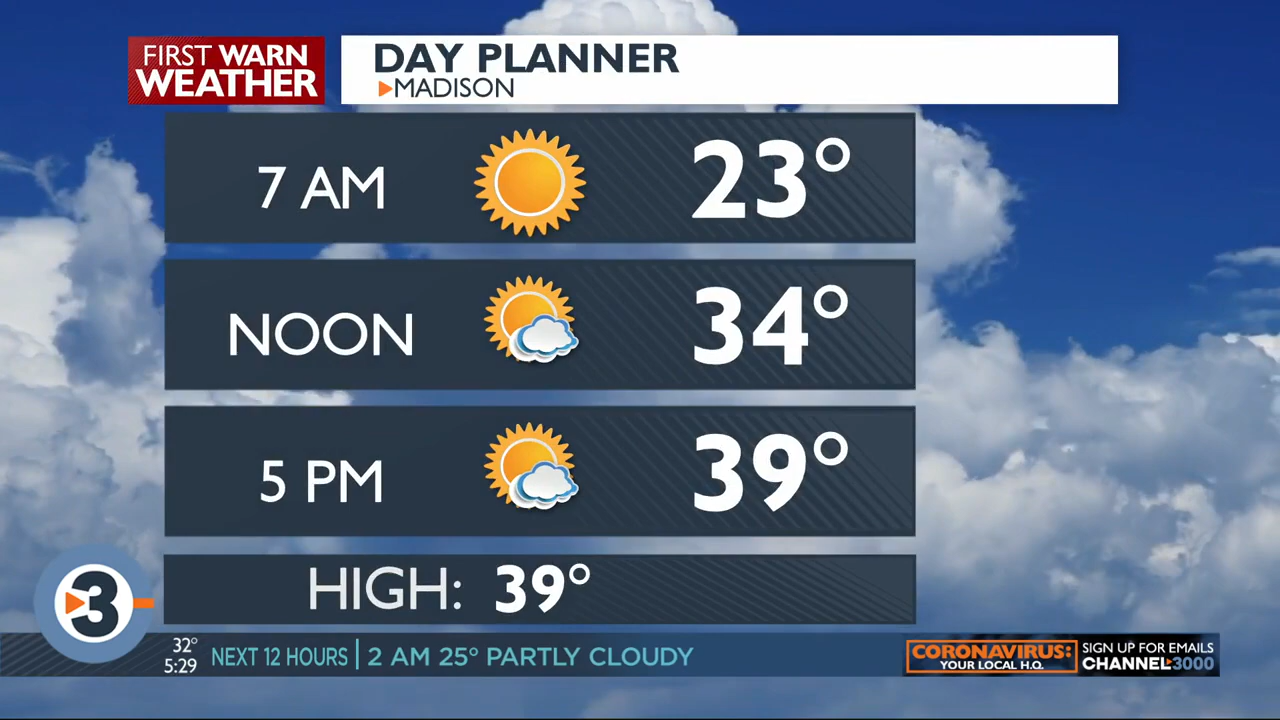 FIRST WARN
WEATHER
DAY PLANNER
MADISON
7 AM
23°
NOON
34°
5 PM
39°
HIGH: 39°
3
32°
5:29
NEXT 12 HOURS
2 AM 25° PARTLY CLOUDY
CORONAVIRUS:
YOUR LOCAL H.Q.
SIGN UP FOR EMAILS
CHANNEL3000